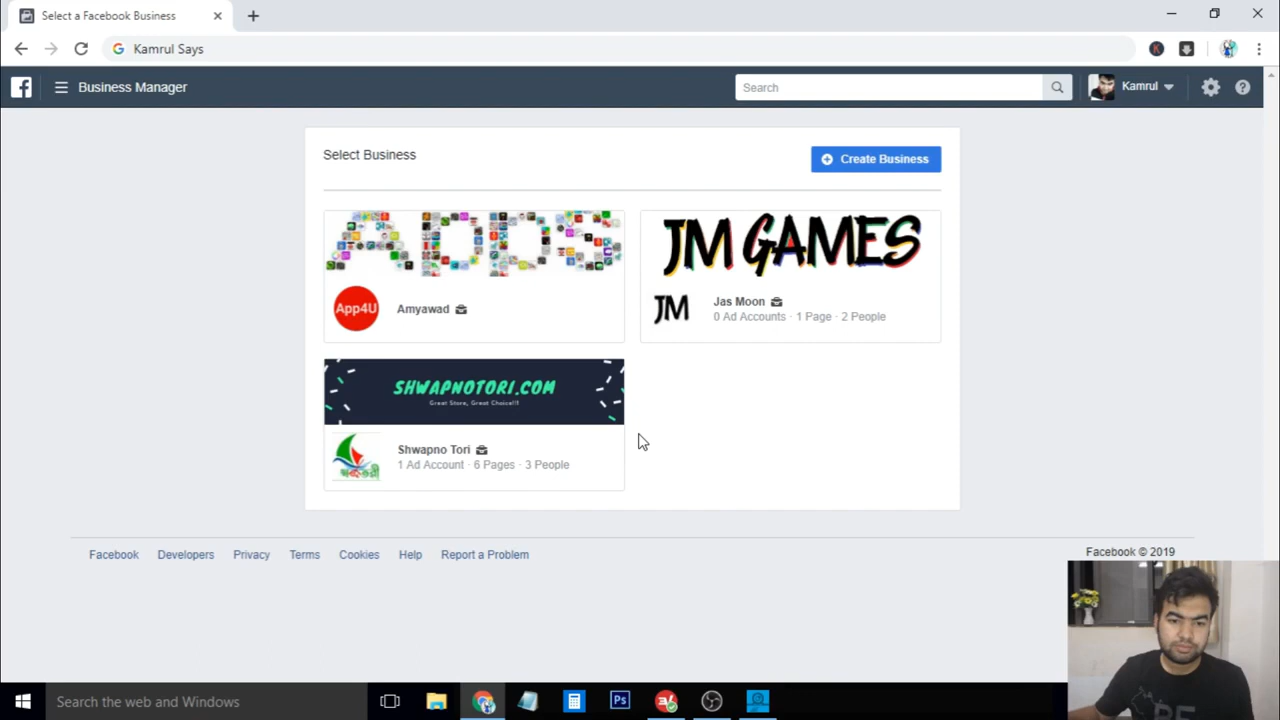 Select a Facebook Business
Kamrul Says
Business Manager
Search
Kamrul
Select Business
Create Business
APPS
App4U
Amyawad
JM GAMES
JM
Jas Moon
0 Ad Accounts · 1 Page · 2 People
SHWAPNOTORI.COM
Great Store, Great Choice!!!
Shwapno Tori
1 Ad Account · 6 Pages · 3 People
Facebook
Developers
Privacy
Terms
Cookies
Help
Report a Problem
Facebook © 2019
Search the web and Windows
Ps